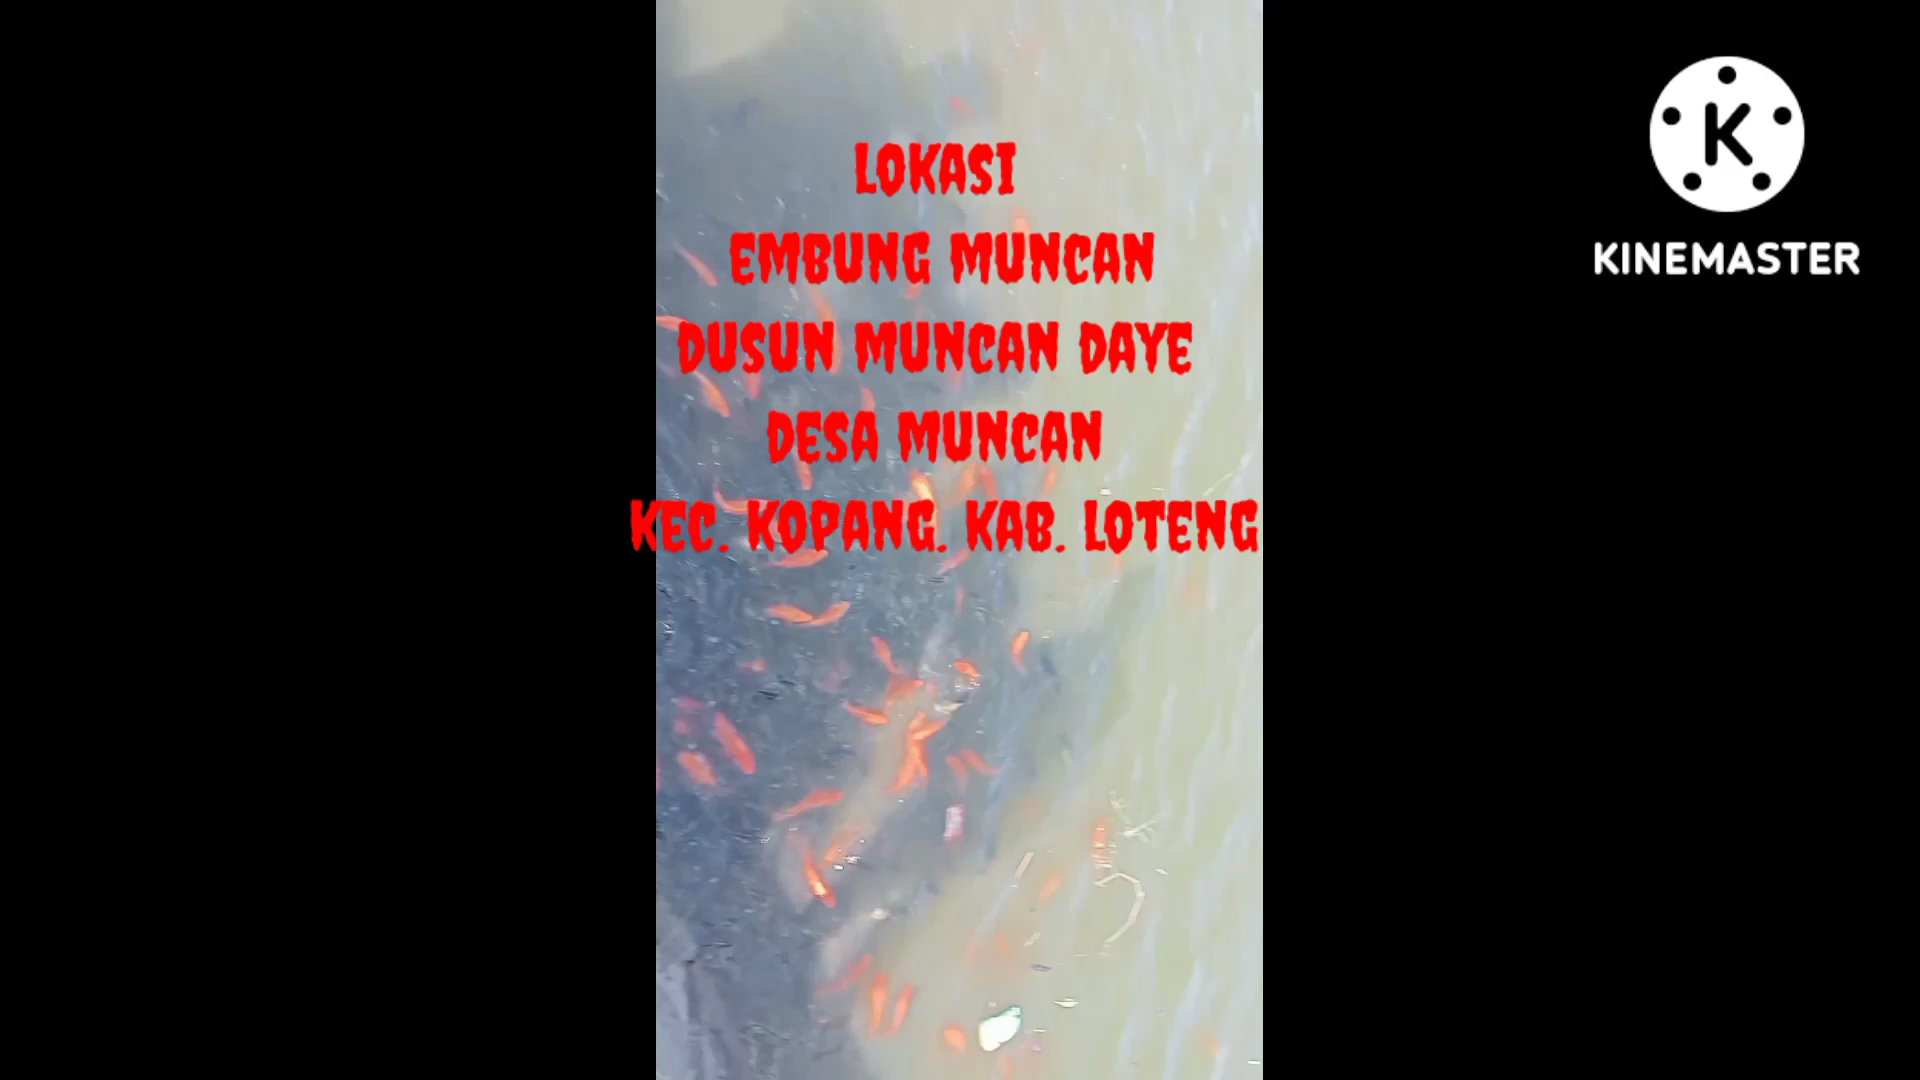 LOKASI
EMBUNG MUNCAN
DUSUN MUNCAN DAYE
DESA MUNCAN
KEC. KOPANG. KAB. LOTENG
K
KINEMASTER